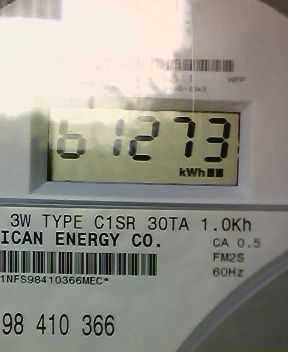 61273
kWh
3W TYPE C1SR 30TA 1.0Kh
ICAN ENERGY CO.
CA 0.5
FM2S
60Hz
1NFS98410366MEC*
98 410 366